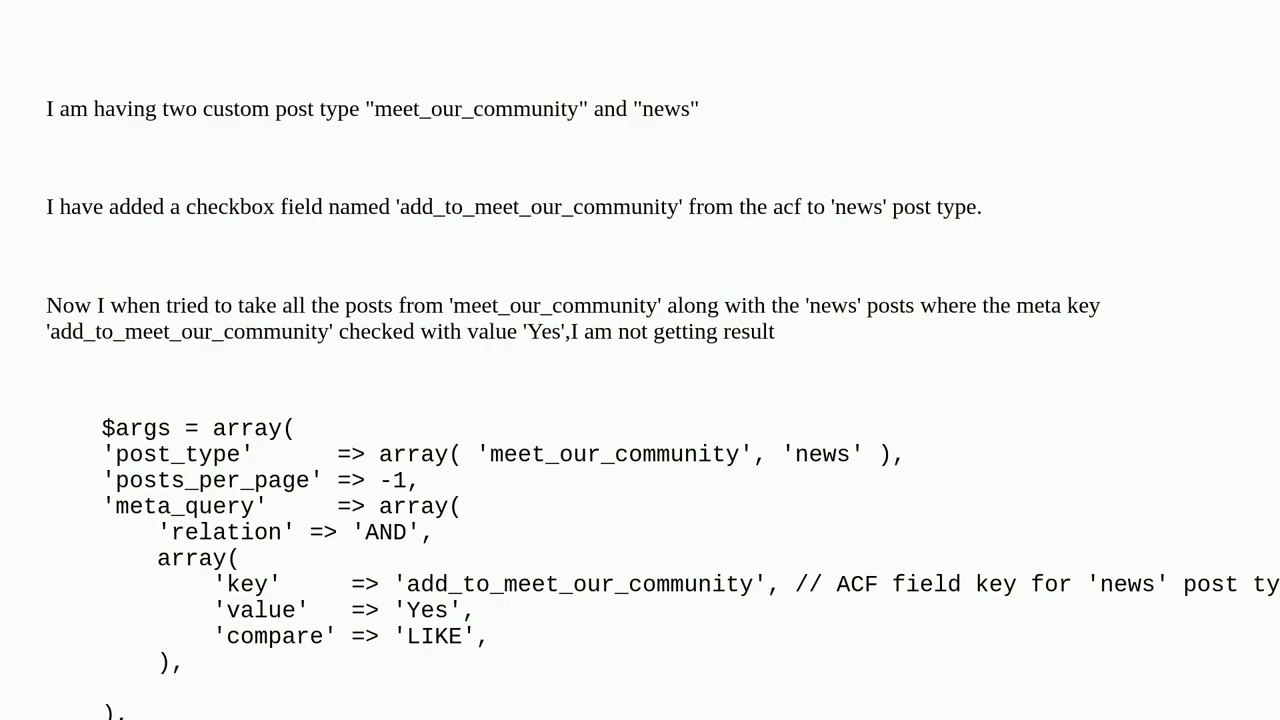 I am having two custom post type "meet_our_community" and "news"
I have added a checkbox field named 'add_to_meet_our_community' from the acf to 'news' post type.
Now I when tried to take all the posts from 'meet_our_community' along with the 'news' posts where the meta key
'add_to_meet_our_community' checked with value 'Yes',I am not getting result
$args = array(
'post_type'      => array( 'meet_our_community', 'news' ),
'posts_per_page' => -1,
'meta_query'     => array(
    'relation' => 'AND',
    array(
        'key'     => 'add_to_meet_our_community', // ACF field key for 'news' post ty
        'value'   => 'Yes',
        'compare' => 'LIKE',
    ),
),